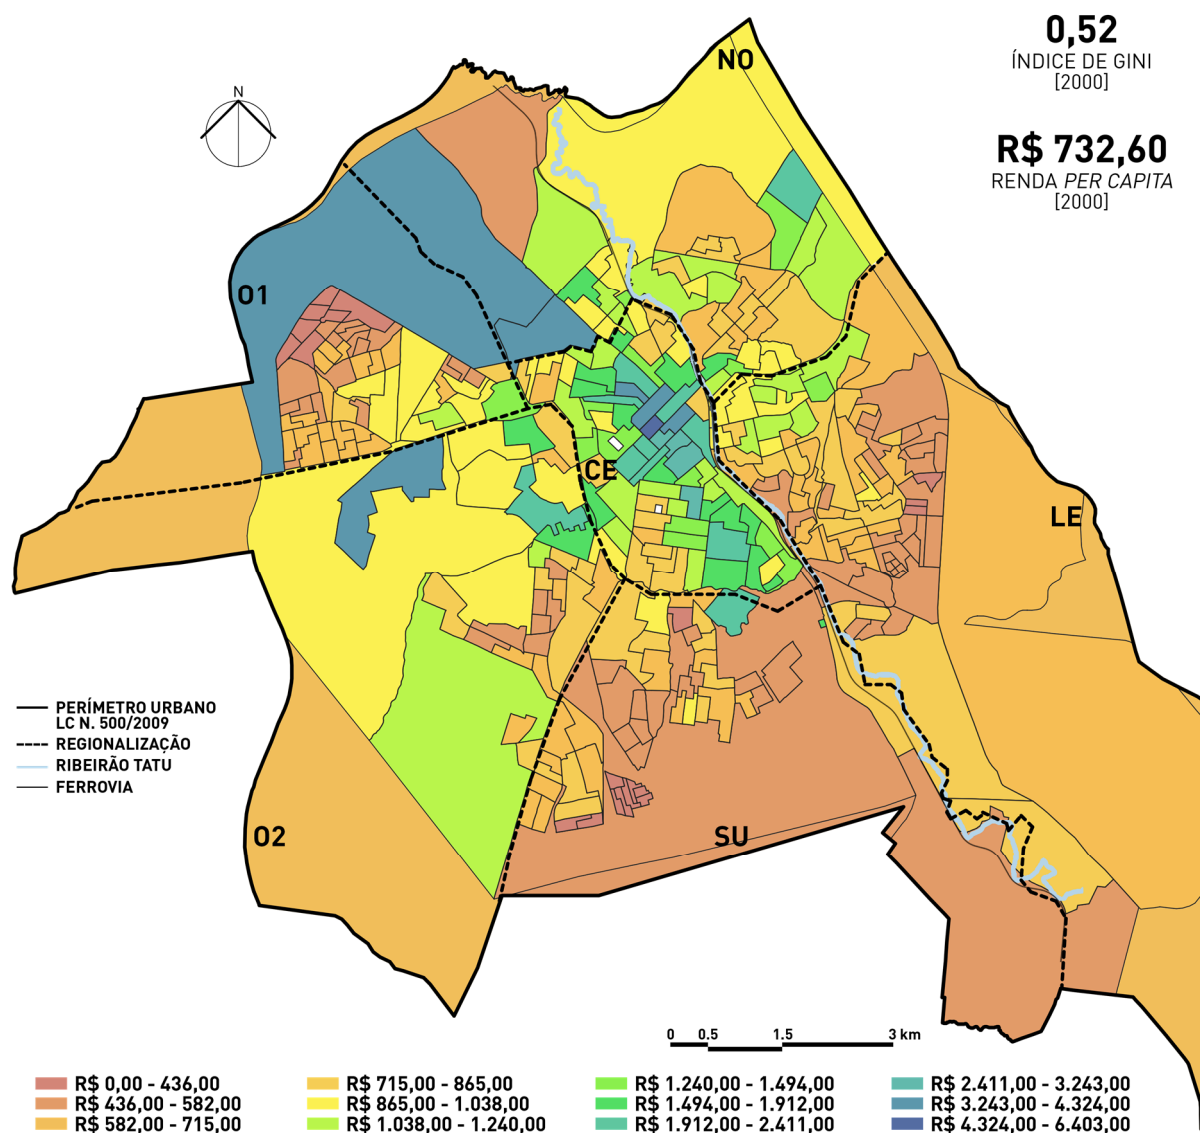 0,52
ÍNDICE DE GINI
[2000]
R$ 732,60
RENDA PER CAPITA
[2000]
N
NO
O1
CE
LE
O2
SU
PERÍMETRO URBANO
LC N. 500/2009
REGIONALIZAÇÃO
RIBEIRÃO TATU
FERROVIA
0 0.5 1.5 3 km
R$ 0,00 - 436,00
R$ 436,00 - 582,00
R$ 582,00 - 715,00
R$ 715,00 - 865,00
R$ 865,00 - 1.038,00
R$ 1.038,00 - 1.240,00
R$ 1.240,00 - 1.494,00
R$ 1.494,00 - 1.912,00
R$ 1.912,00 - 2.411,00
R$ 2.411,00 - 3.243,00
R$ 3.243,00 - 4.324,00
R$ 4.324,00 - 6.403,00